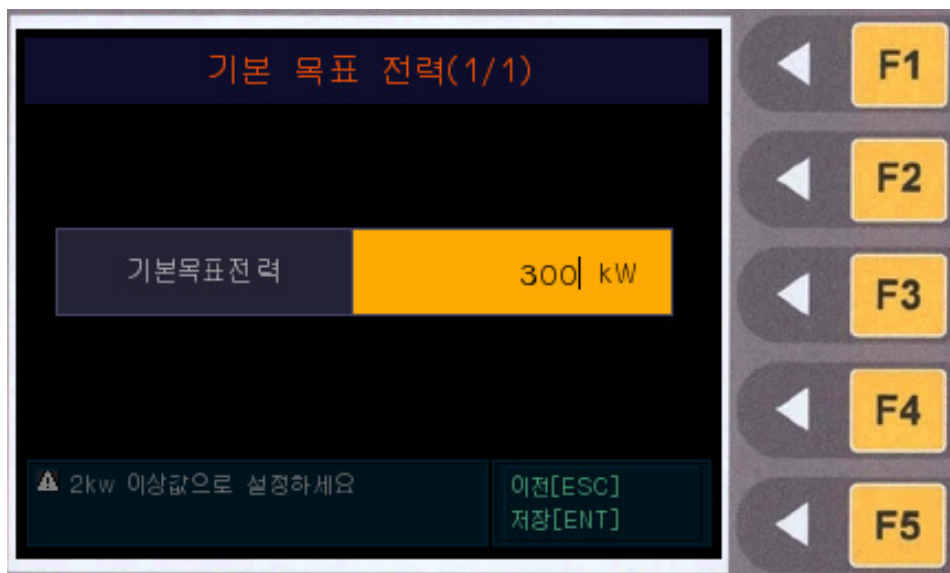 기본 목표 전력(1/1)
F1
F2
기본목표전력 300 kW
F3
F4
2kw 이상값으로 설정하세요
이전[ESC]
저장[ENT]
F5